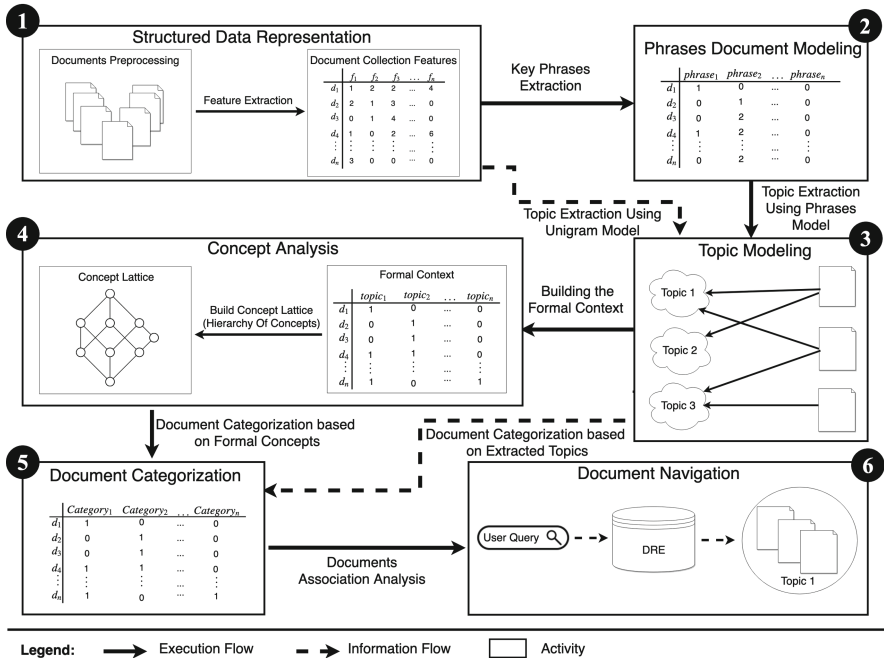 1
Structured Data Representation
Documents Preprocessing
Feature Extraction
Document Collection Features
f1 f2 f3 ... fn
d1 1 2 2 ... 4
d2 2 1 3 ... 0
d3 0 1 4 ... 0
d4 1 0 2 ... 6
⋮ ⋮ ⋮ ⋮ ⋮
dn 3 0 0 ... 0
Key Phrases
Extraction
2
Phrases Document Modeling
phrase1 phrase2 ... phrasen
d1 1 0 ... 0
d2 0 1 ... 0
d3 0 2 ... 0
d4 1 2 ... 0
⋮ ⋮ ⋮ ⋮
dn 0 2 ... 0
Topic Extraction Using
Unigram Model
Topic Extraction
Using Phrases
Model
3
Topic Modeling
Topic 1
Topic 2
Topic 3
Building the
Formal Context
4
Concept Analysis
Concept Lattice
Build Concept Lattice
(Hierarchy Of Concepts)
Formal Context
topic1 topic2 ... topicn
d1 1 0 ... 0
d2 0 1 ... 0
d3 0 1 ... 0
d4 1 1 ... 0
⋮ ⋮ ⋮ ⋮
dn 1 0 ... 1
Document Categorization based
on Formal Concepts
Document Categorization based
on Extracted Topics
5
Document Categorization
Category1 Category2 ... Categoryn
d1 1 0 ... 0
d2 0 1 ... 0
d3 0 1 ... 0
d4 1 1 ... 0
⋮ ⋮ ⋮ ⋮
dn 1 0 ... 1
Documents
Association Analysis
6
Document Navigation
User Query
DRE
Topic 1
Legend: Execution Flow Information Flow Activity